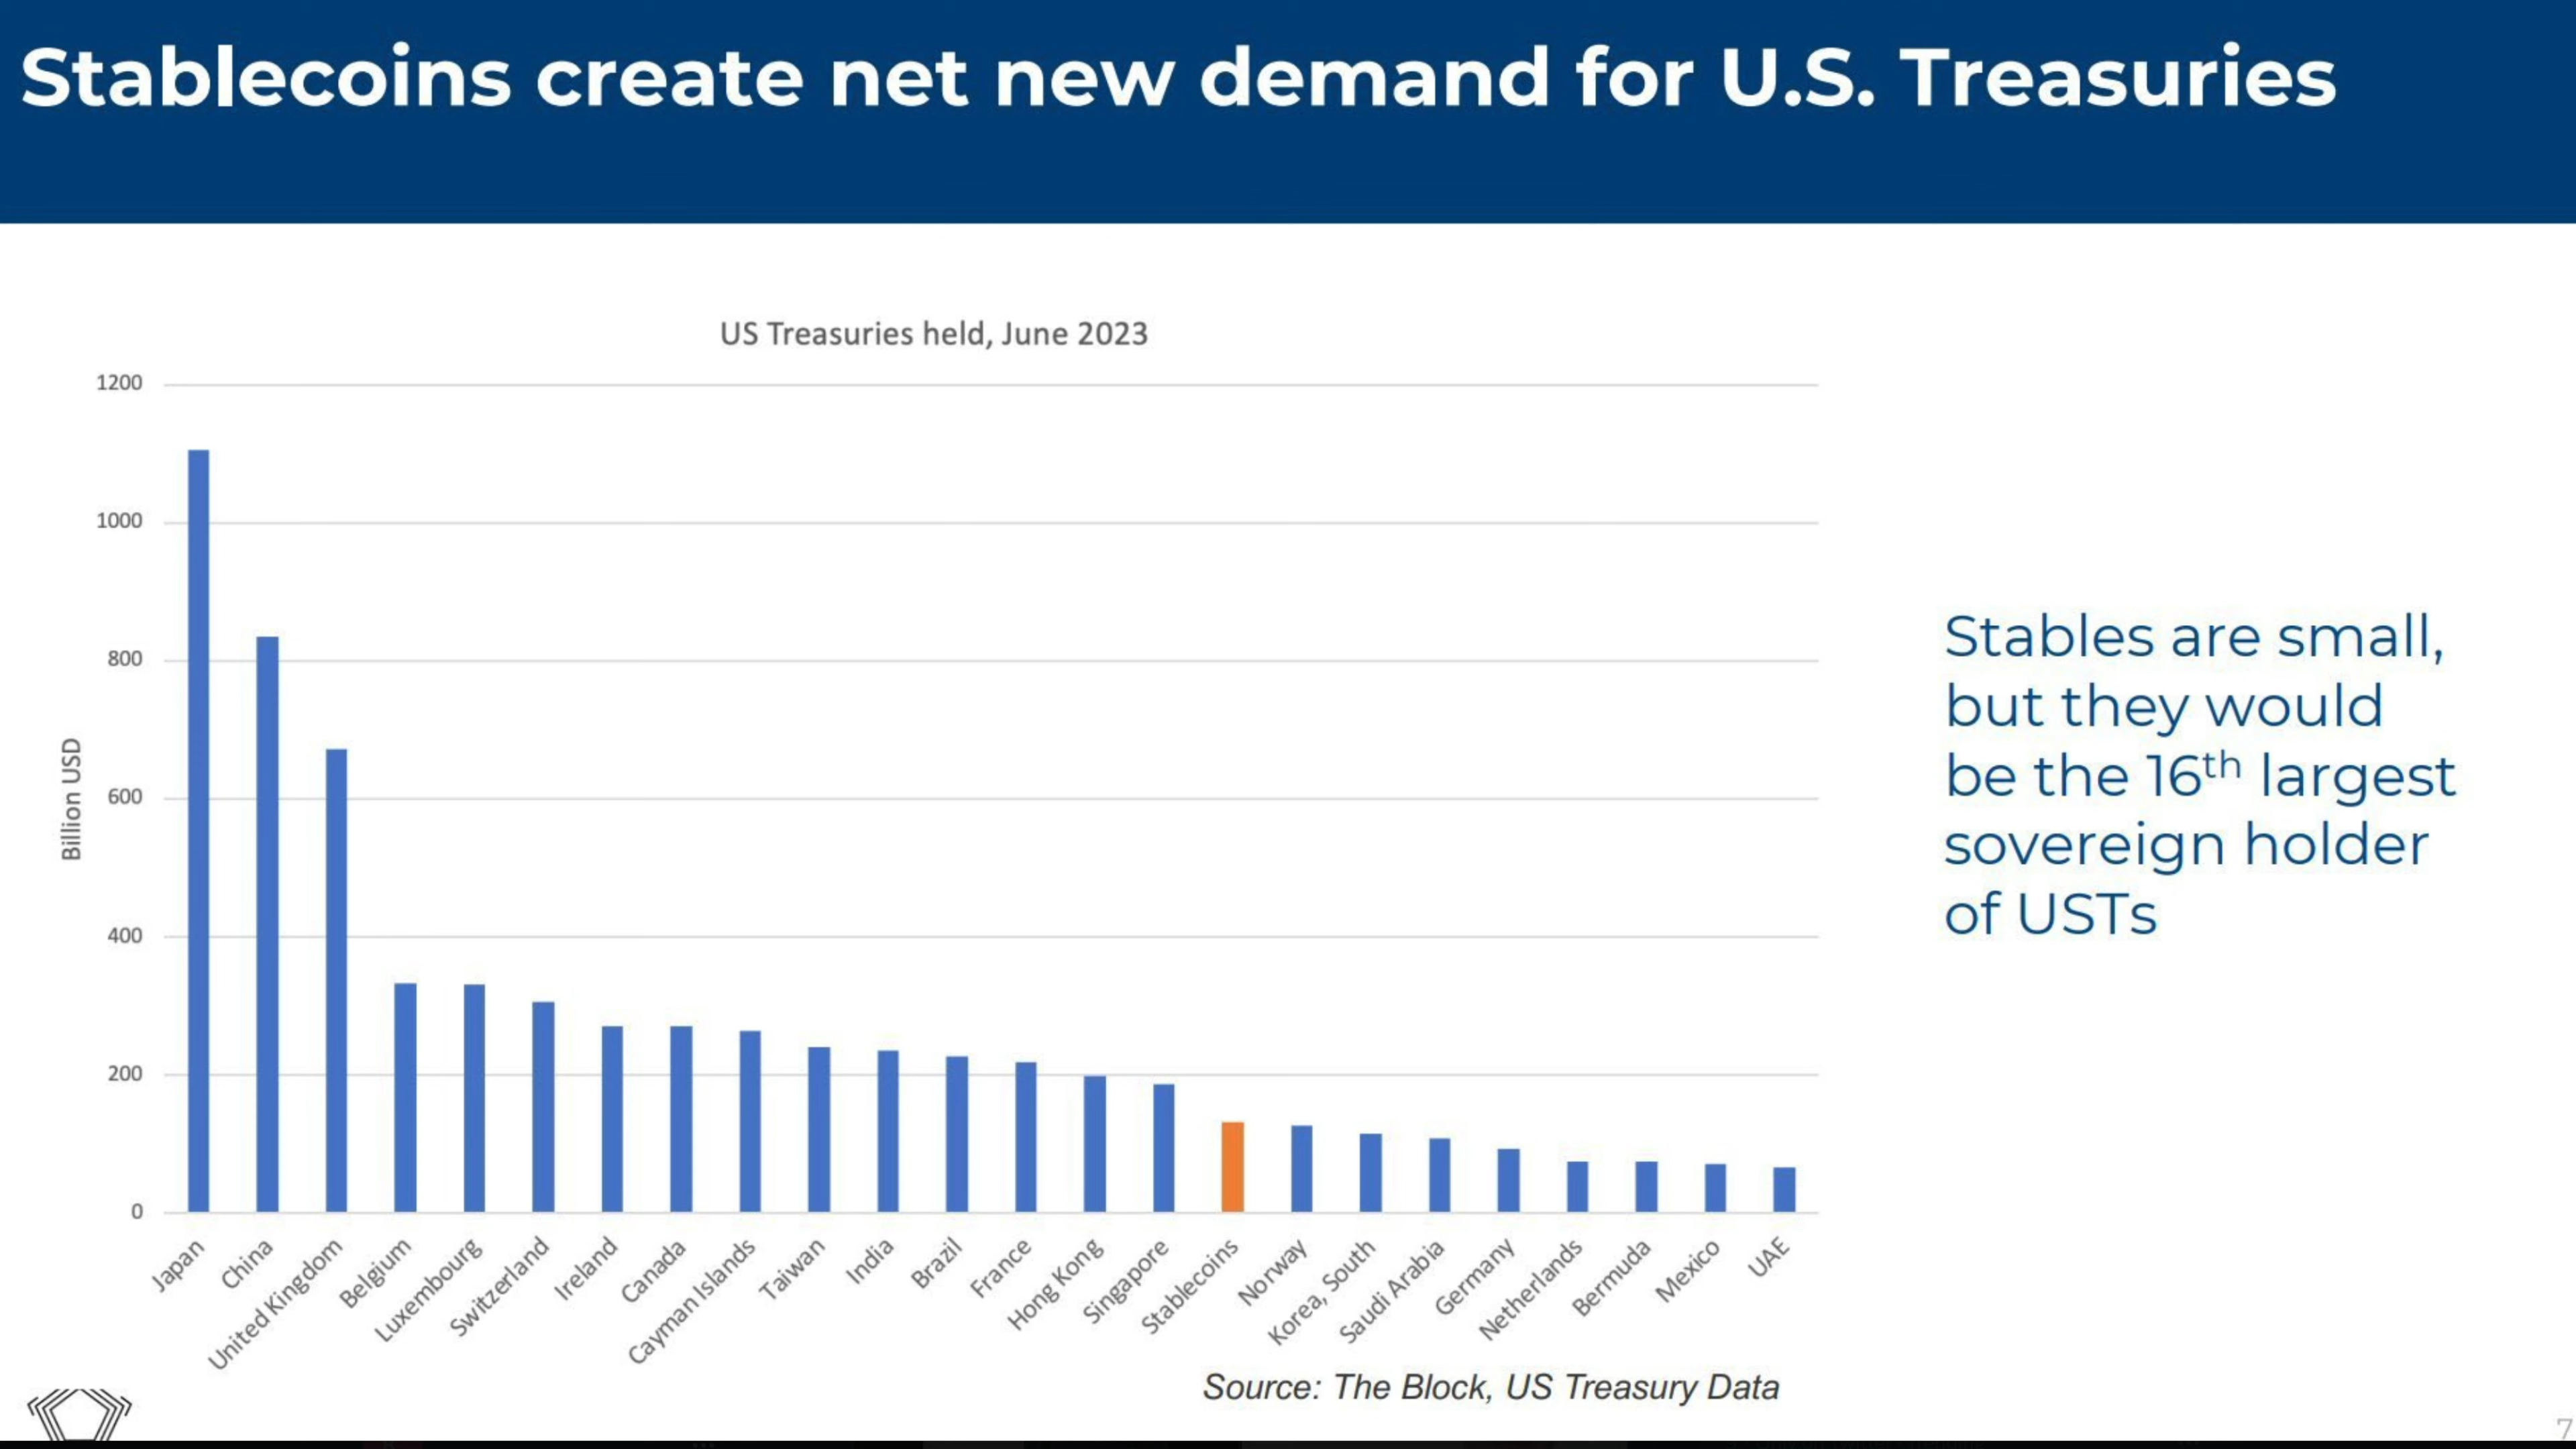 Stablecoins create net new demand for U.S. Treasuries
US Treasuries held, June 2023
1200
1000
800
600
400
200
0
Billion USD
Japan
China
United Kingdom
Belgium
Luxembourg
Switzerland
Ireland
Canada
Cayman Islands
Taiwan
India
Brazil
France
Hong Kong
Singapore
Stablecoins
Norway
Korea, South
Saudi Arabia
Germany
Netherlands
Bermuda
Mexico
UAE
Stables are small,
but they would
be the 16th largest
sovereign holder
of USTs
Source: The Block, US Treasury Data
7